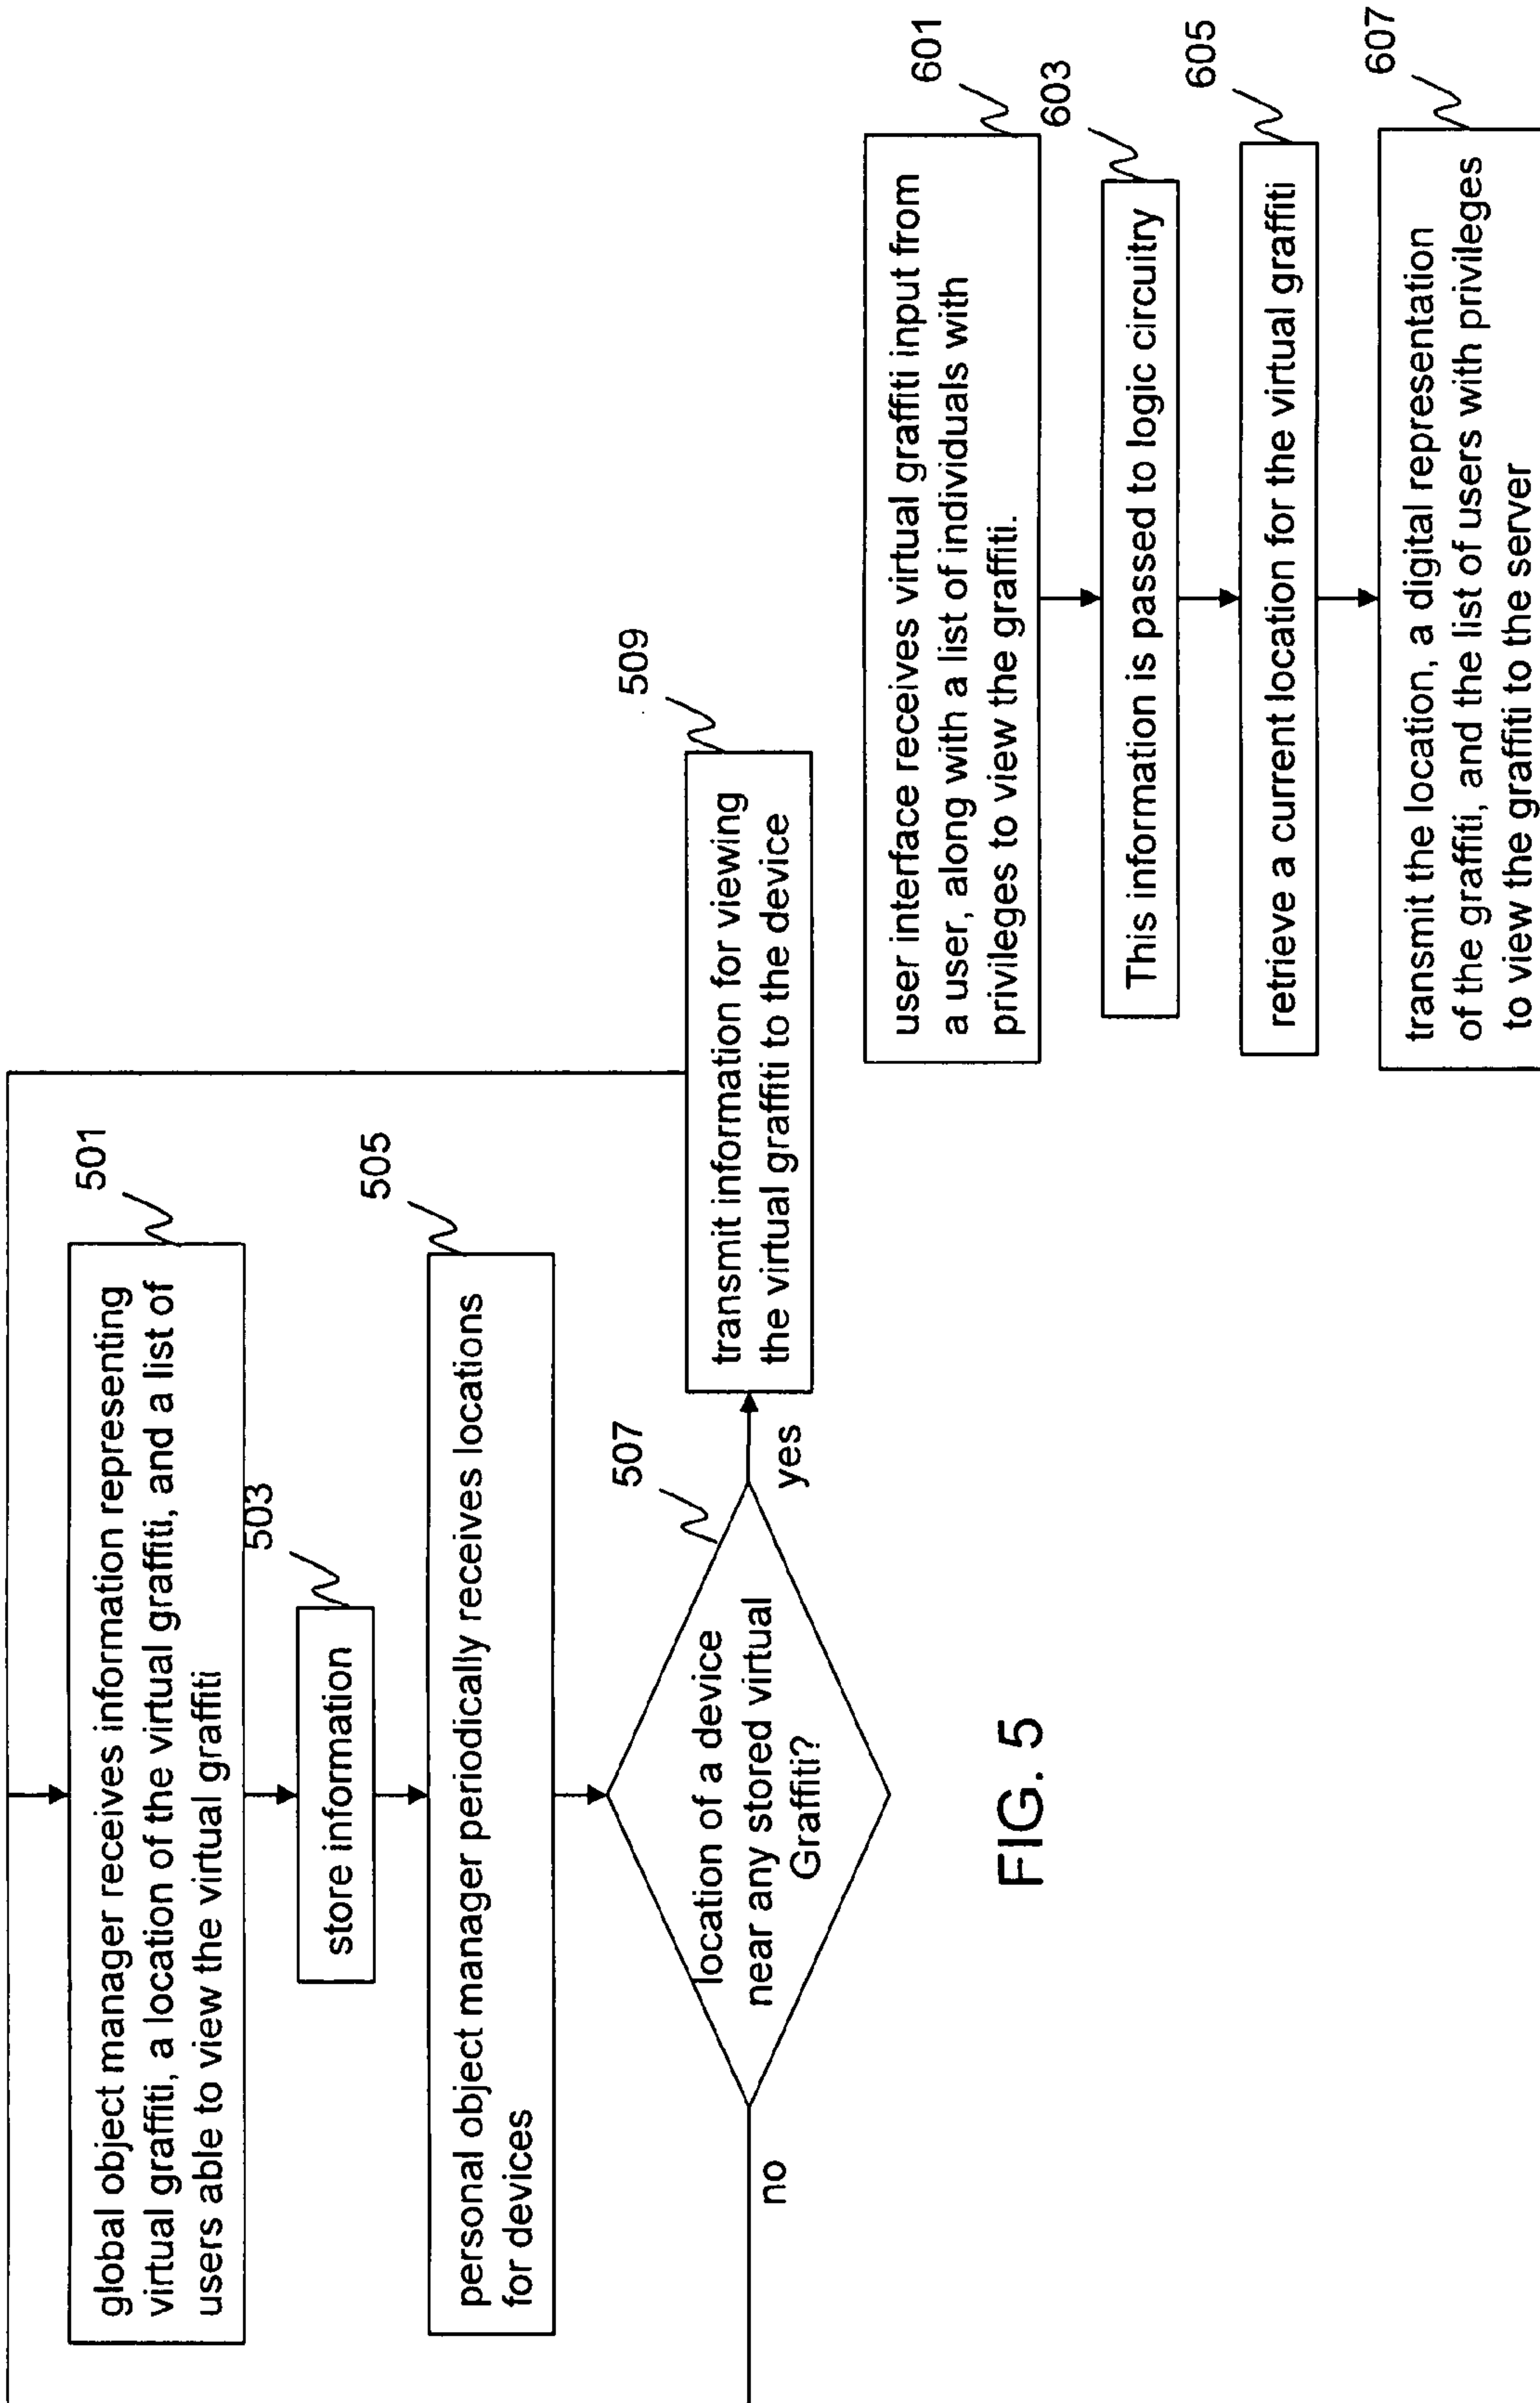 501
global object manager receives information representing
virtual graffiti, a location of the virtual graffiti, and a list of
users able to view the virtual graffiti
503
store information
505
personal object manager periodically receives locations
for devices
507
location of a device
near any stored virtual
Graffiti?
no
yes
509
transmit information for viewing
the virtual graffiti to the device
FIG. 5
601
user interface receives virtual graffiti input from
a user, along with a list of individuals with
privileges to view the graffiti.
603
This information is passed to logic circuitry
605
retrieve a current location for the virtual graffiti
607
transmit the location, a digital representation
of the graffiti, and the list of users with privileges
to view the graffiti to the server